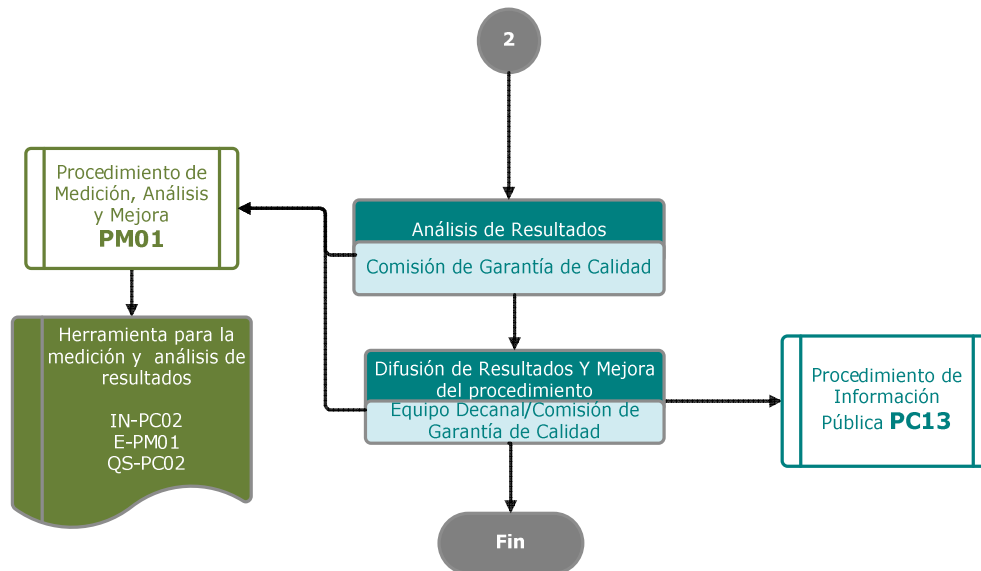 2
Procedimiento de
Medición, Análisis
y Mejora
PM01
Análisis de Resultados
Comisión de Garantía de Calidad
Herramienta para la
medición y análisis de
resultados
IN-PC02
E-PM01
QS-PC02
Difusión de Resultados Y Mejora
del procedimiento
Equipo Decanal/Comisión de
Garantía de Calidad
Procedimiento de
Información
Pública PC13
Fin